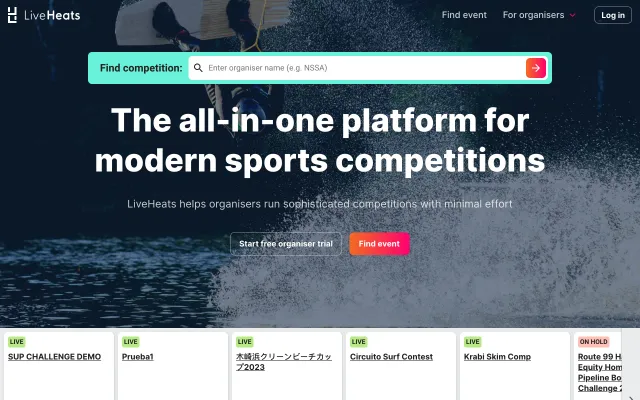 LiveHeats
Find event
For organisers
Log in
Find competition:
Enter organiser name (e.g. NSSA)
The all-in-one platform for
modern sports competitions
LiveHeats helps organisers run sophisticated competitions with minimal effort
Start free organiser trial
Find event
LIVE
SUP CHALLENGE DEMO
LIVE
Prueba1
LIVE
木崎浜クリーンビーチカッ
プ2023
LIVE
Circuito Surf Contest
LIVE
Krabi Skim Comp
ON HOLD
Route 99 H
Equity Hom
Pipeline Bo
Challenge 2